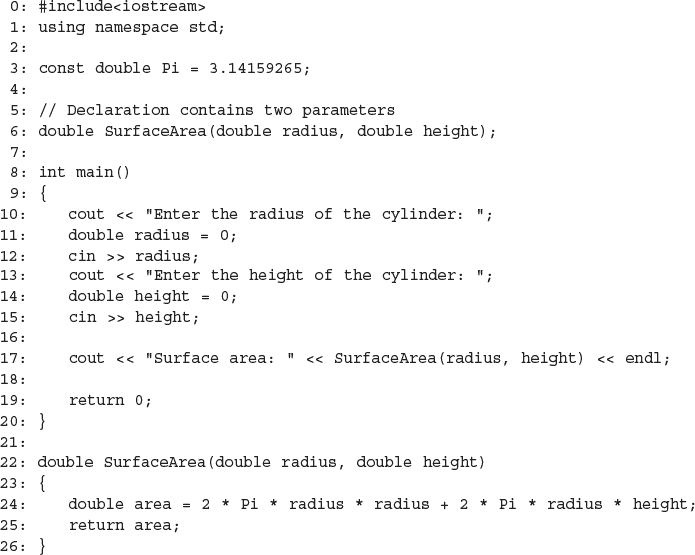 0: #include<iostream>
1: using namespace std;
2:
3: const double Pi = 3.14159265;
4:
5: // Declaration contains two parameters
6: double SurfaceArea(double radius, double height);
7:
8: int main()
9: {
10:    cout << "Enter the radius of the cylinder: ";
11:    double radius = 0;
12:    cin >> radius;
13:    cout << "Enter the height of the cylinder: ";
14:    double height = 0;
15:    cin >> height;
16:
17:    cout << "Surface area: " << SurfaceArea(radius, height) << endl;
18:
19:    return 0;
20: }
21:
22: double SurfaceArea(double radius, double height)
23: {
24:    double area = 2 * Pi * radius * radius + 2 * Pi * radius * height;
25:    return area;
26: }